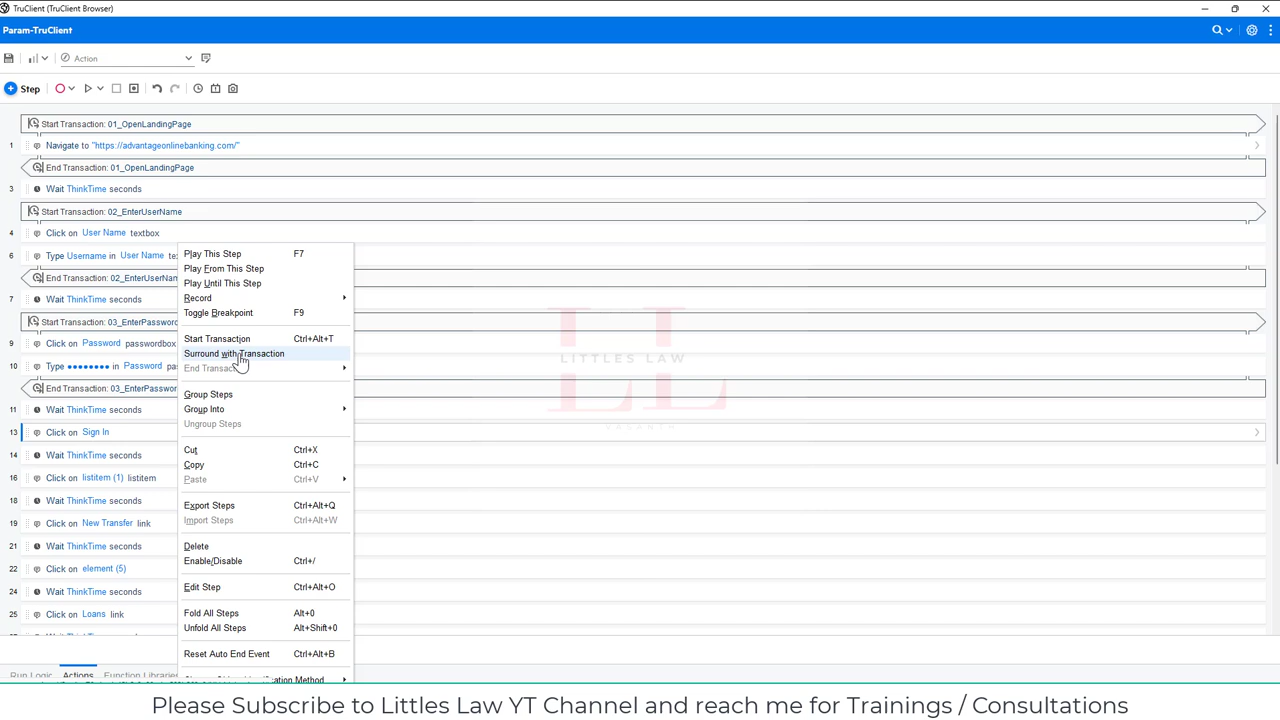 TruClient (TruClient Browser)
Param-TruClient
Action
Step
Start Transaction: 01_OpenLandingPage
1 Navigate to "https://advantageonlinebanking.com/"
End Transaction: 01_OpenLandingPage
3 Wait ThinkTime seconds
Start Transaction: 02_EnterUserName
4 Click on User Name textbox
6 Type Username in User Name te
End Transaction: 02_EnterUserNam
7 Wait ThinkTime seconds
Start Transaction: 03_EnterPassword
9 Click on Password passwordbox
10 Type ●●●●●●●● in Password pas
End Transaction: 03_EnterPasswor
11 Wait ThinkTime seconds
13 Click on Sign In
14 Wait ThinkTime seconds
16 Click on listitem (1) listitem
18 Wait ThinkTime seconds
19 Click on New Transfer link
21 Wait ThinkTime seconds
22 Click on element (5)
24 Wait ThinkTime seconds
25 Click on Loans link
Play This Step F7
Play From This Step
Play Until This Step
Record
Toggle Breakpoint F9
Start Transaction Ctrl+Alt+T
Surround with Transaction
End Transac
Group Steps
Group Into
Ungroup Steps
Cut Ctrl+X
Copy Ctrl+C
Paste Ctrl+V
Export Steps Ctrl+Alt+Q
Import Steps Ctrl+Alt+W
Delete
Enable/Disable Ctrl+/
Edit Step Ctrl+Alt+O
Fold All Steps Alt+0
Unfold All Steps Alt+Shift+0
Reset Auto End Event Ctrl+Alt+B
LITTLES LAW
LL
VASANTH
Run Logic Actions Function Libraries
Please Subscribe to Littles Law YT Channel and reach me for Trainings / Consultations